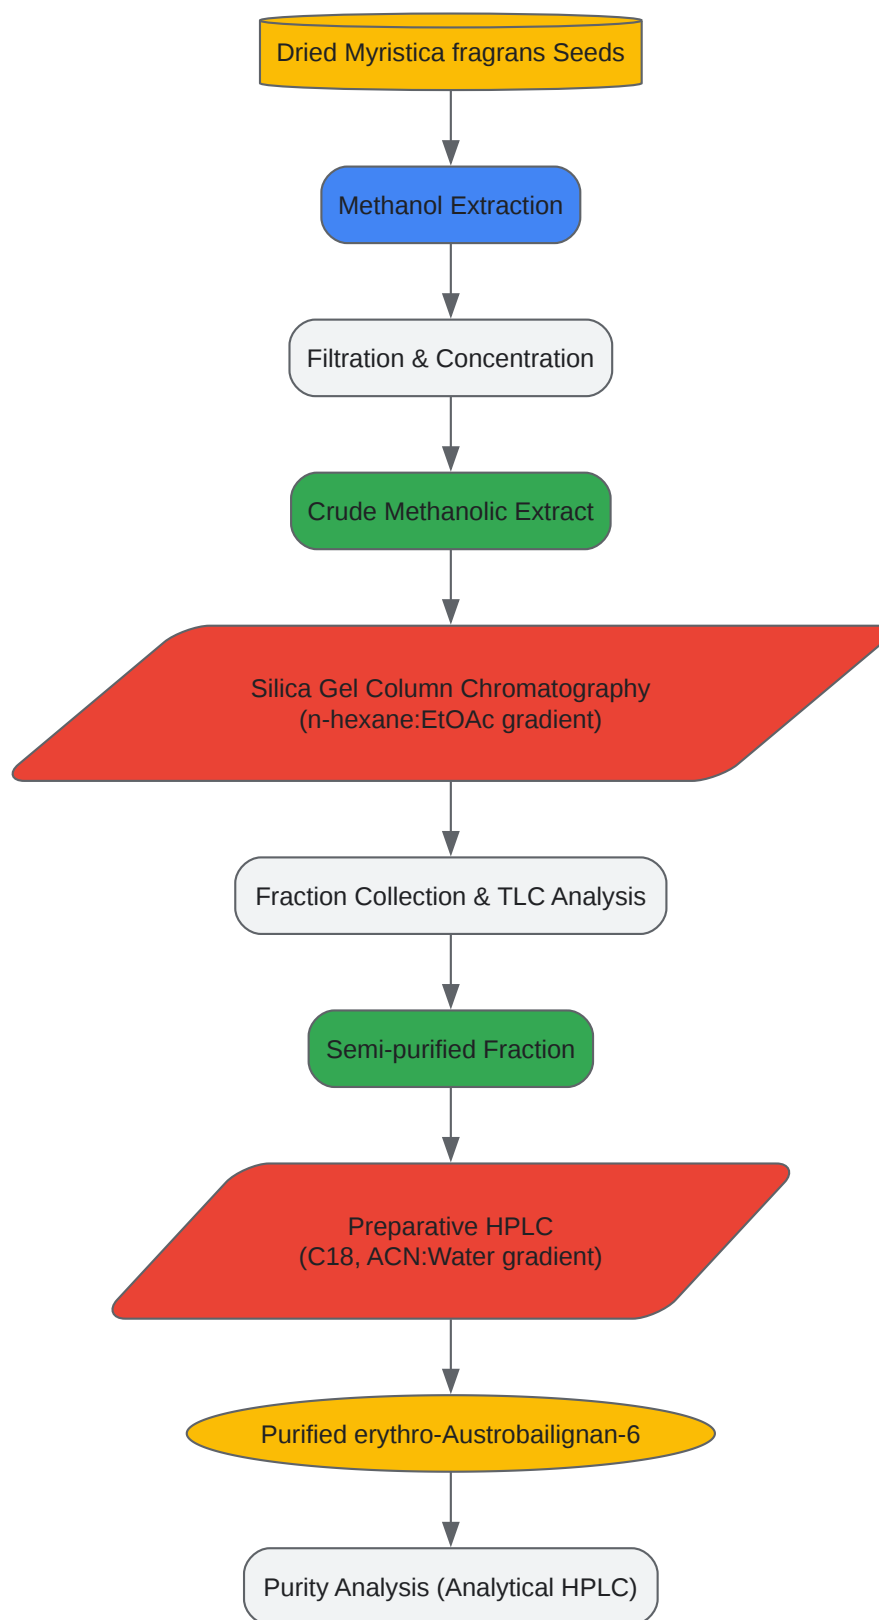 Dried Myristica fragrans Seeds
Methanol Extraction
Filtration & Concentration
Crude Methanolic Extract
Silica Gel Column Chromatography
(n-hexane:EtOAc gradient)
Fraction Collection & TLC Analysis
Semi-purified Fraction
Preparative HPLC
(C18, ACN:Water gradient)
Purified erythro-Austrobailignan-6
Purity Analysis (Analytical HPLC)